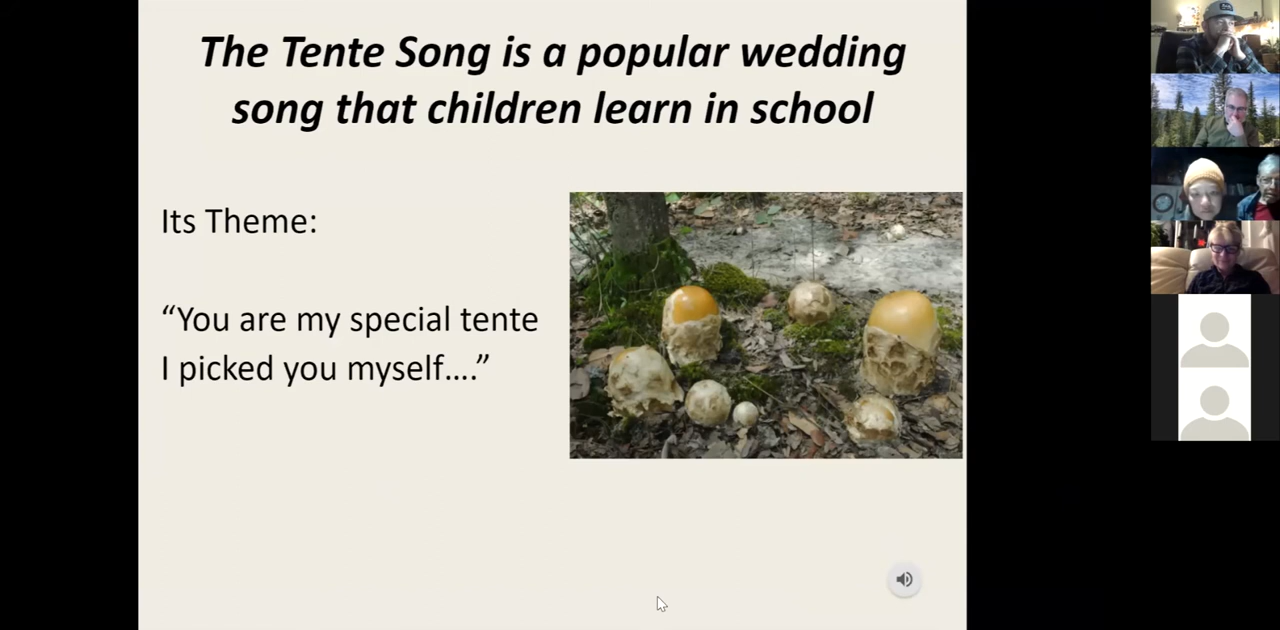 The Tente Song is a popular wedding
song that children learn in school
Its Theme:
“You are my special tente
I picked you myself....”